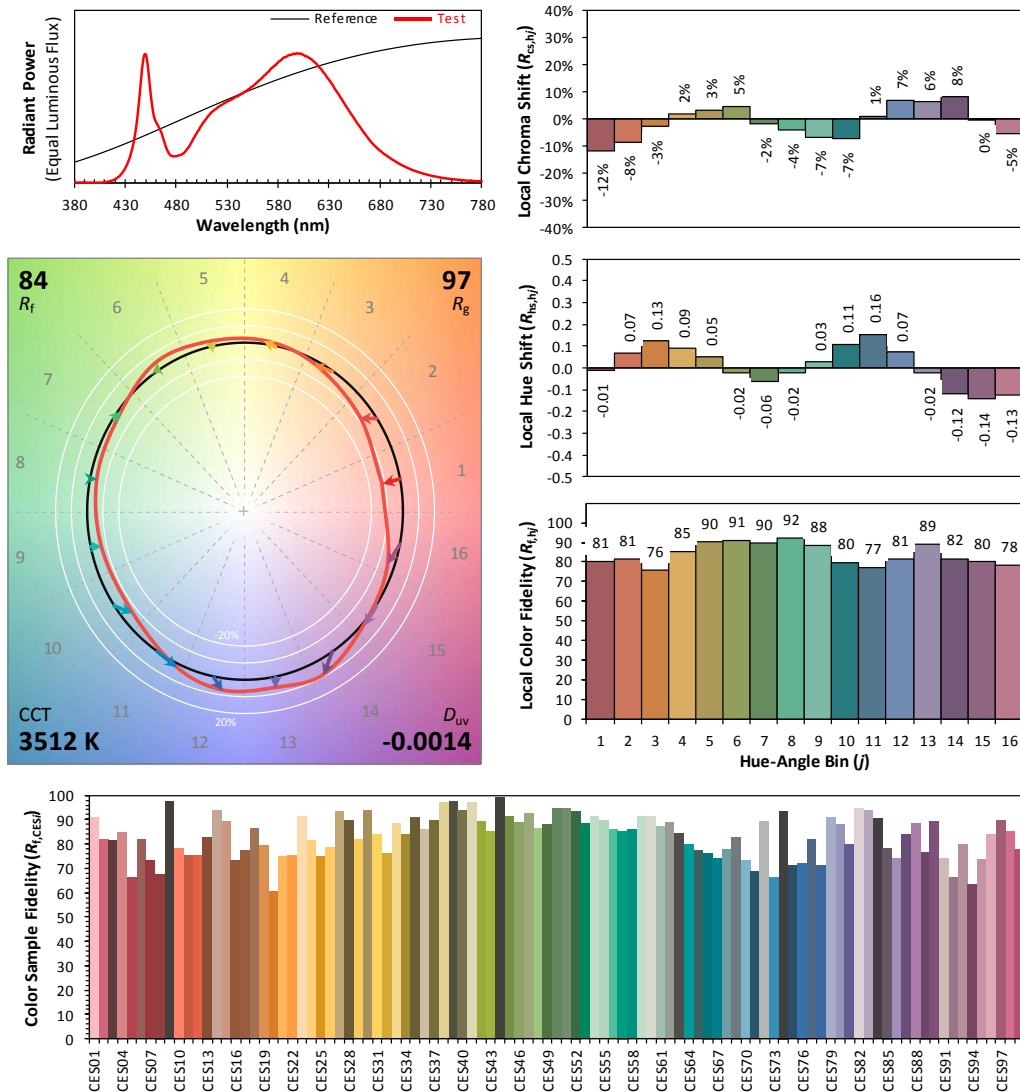 Reference
Test
Radiant Power
(Equal Luminous Flux)
380 430 480 530 580 630 680 730 780
Wavelength (nm)
Local Chroma Shift (Rcs,hj)
40%
30%
20%
10%
0%
-10%
-20%
-30%
-40%
-12% -8% -3% 2% 3% 5% -2% -4% -7% -7% 1% 7% 6% 8% 0% -5%
84
Rf
97
Rg
5 4
6 3
7 2
8 1
9 16
10 15
11 14
12 13
-20%
20%
CCT
3512 K
Duv
-0.0014
Local Hue Shift (Rhs,hj)
0.5
0.4
0.3
0.2
0.1
0.0
-0.1
-0.2
-0.3
-0.4
-0.5
-0.01 0.07 0.13 0.09 0.05 -0.02 -0.06 -0.02 0.03 0.11 0.16 0.07 -0.02 -0.12 -0.14 -0.13
Local Color Fidelity (Rf,hj)
100
90
80
70
60
50
40
30
20
10
0
81 81 76 85 90 91 90 92 88 80 77 81 89 82 80 78
1 2 3 4 5 6 7 8 9 10 11 12 13 14 15 16
Hue-Angle Bin (j)
Color Sample Fidelity (Rf,CESi)
100
90
80
70
60
50
40
30
20
10
0
CES01 CES04 CES07 CES10 CES13 CES16 CES19 CES22 CES25 CES28 CES31 CES34 CES37 CES40 CES43 CES46 CES49 CES52 CES55 CES58 CES61 CES64 CES67 CES70 CES73 CES76 CES79 CES82 CES85 CES88 CES91 CES94 CES97